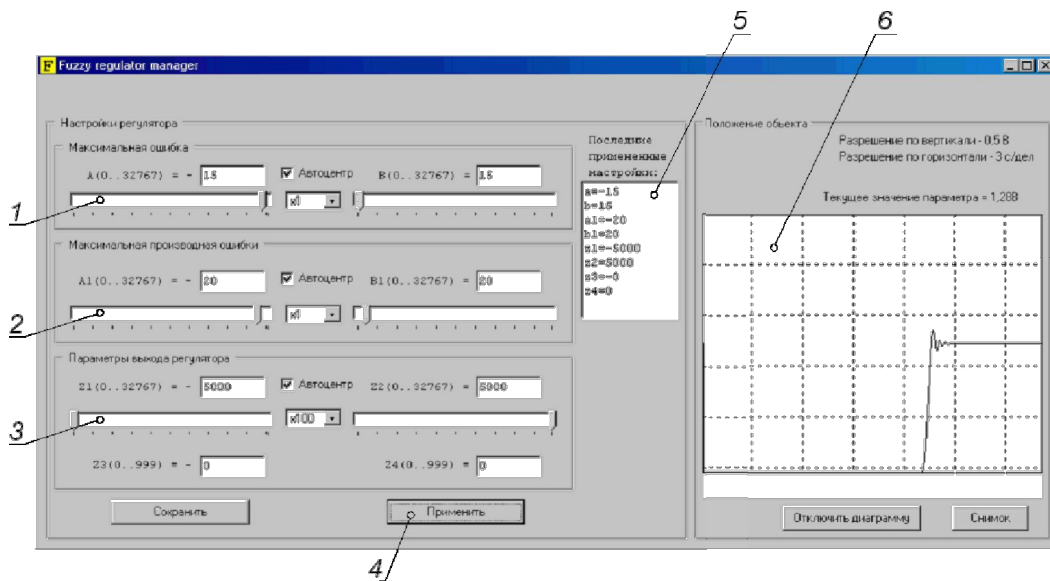 5
6
Fuzzy regulator manager
Настройки регулятора
Максимальная ошибка
A(0..32767) = - 15
Автоцентр
B(0..32767) = 15
x1
1
Максимальная производная ошибки
A1(0..32767) = - 20
Автоцентр
B1(0..32767) = 20
x1
2
Параметры выхода регулятора
Z1(0..32767) = - 5000
Автоцентр
Z2(0..32767) = 5000
x100
3
Z3(0..999) = - 0
Z4(0..999) = 0
Сохранить
Применить
4
Последние
примененные
настройки:
a=-15
b=15
a1=-20
b1=20
z1=-5000
z2=5000
z3=-0
z4=0
Положение объекта
Разрешение по вертикали - 0,5 В
Разрешение по горизонтали - 3 с/дел
Текущее значение параметра = 1,288
Отключить диаграмму
Снимок